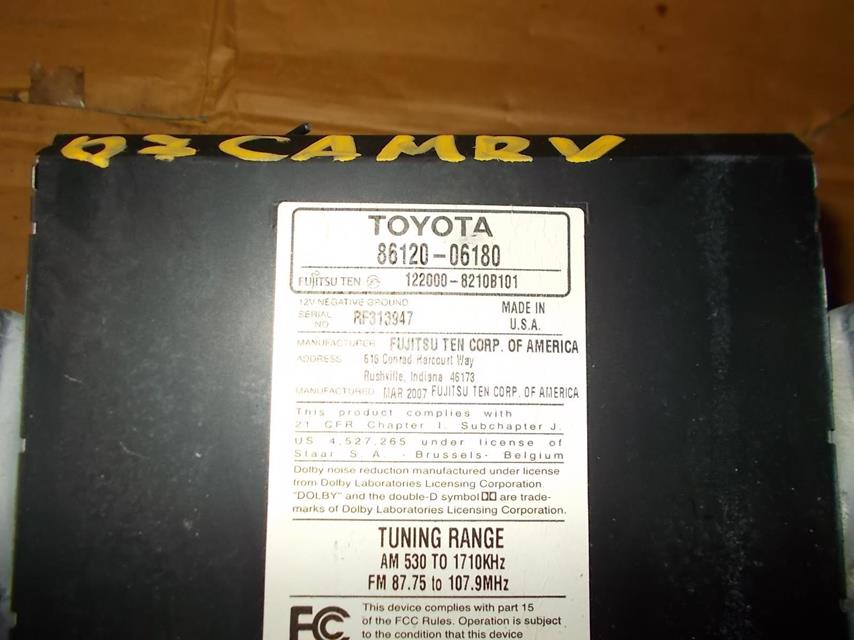 07 CAMRY
TOYOTA
86120-06180
FUJITSU TEN 122000-8210B101
12V NEGATIVE GROUND
SERIAL NO RF313947
MADE IN U.S.A.
MANUFACTURER FUJITSU TEN CORP. OF AMERICA
ADDRESS 616 Conrad Harcourt Way
Rushville, Indiana 46173
MANUFACTURED MAR 2007 FUJITSU TEN CORP. OF AMERICA
This product complies with
21 CFR Chapter I. Subchapter J.
US 4,527,265 under license of
Staar S.A. - Brussels- Belgium
Dolby noise reduction manufactured under license
from Dolby Laboratories Licensing Corporation.
"DOLBY" and the double-D symbol are trade-
marks of Dolby Laboratories Licensing Corporation.
TUNING RANGE
AM 530 TO 1710KHz
FM 87.75 to 107.9MHz
FC This device complies with part 15
of the FCC Rules. Operation is subject
to the condition that this device